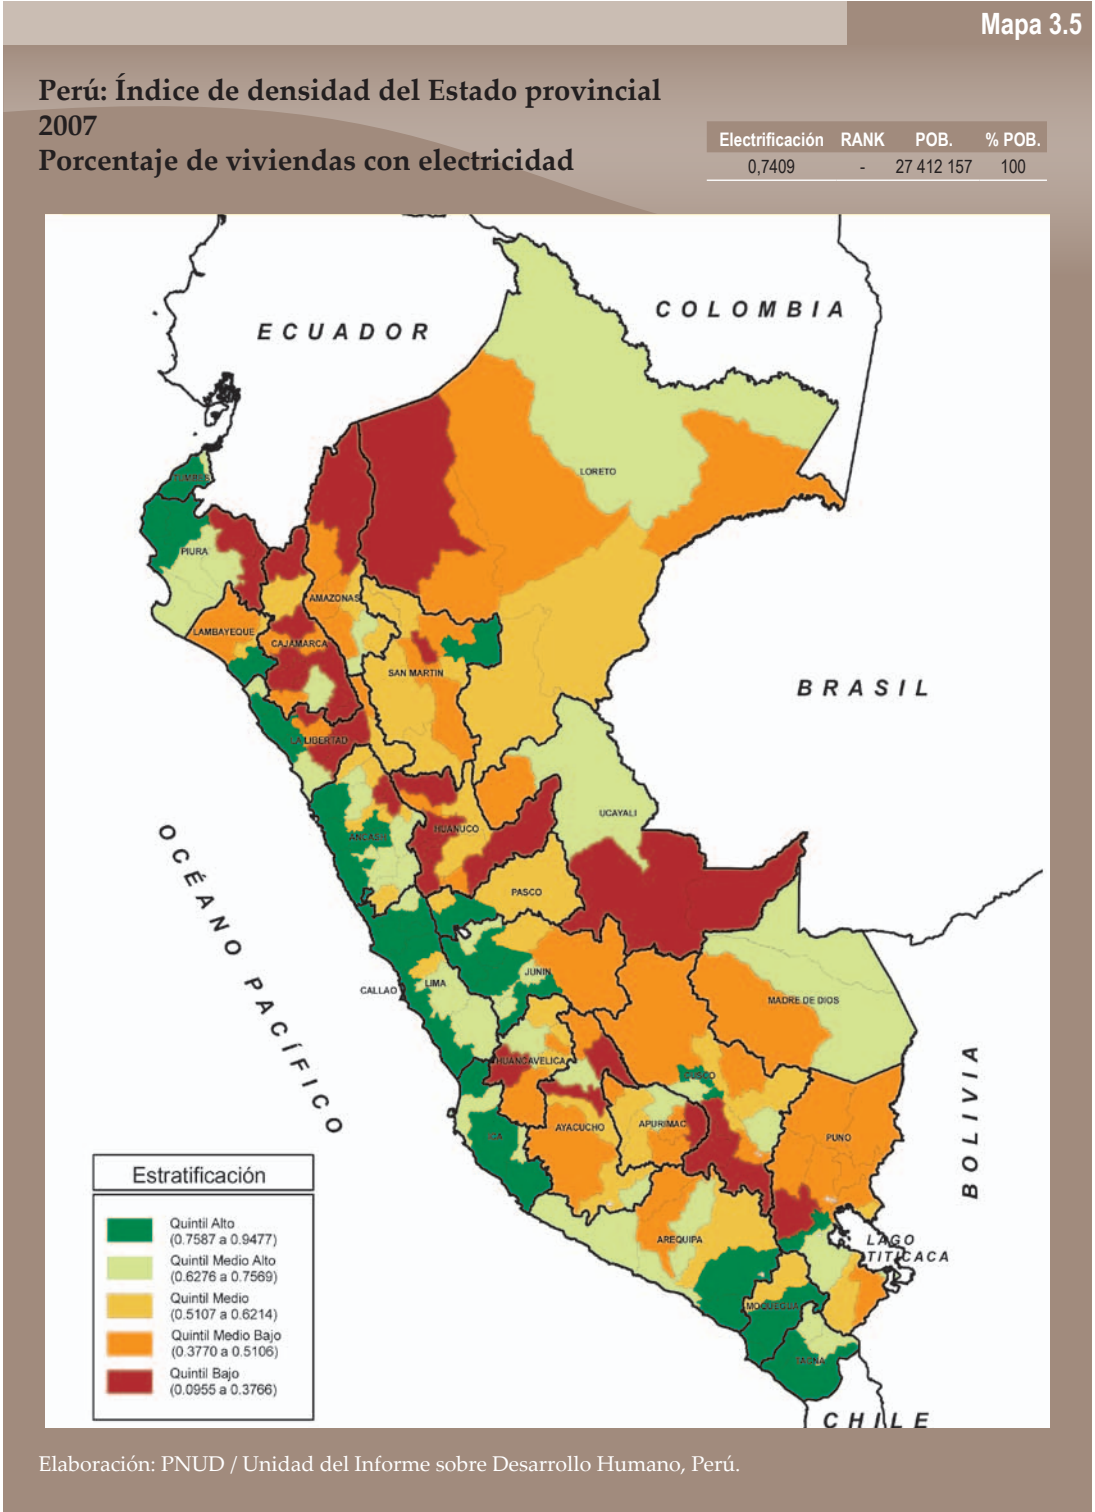 Mapa 3.5
Perú: Índice de densidad del Estado provincial
2007
Porcentaje de viviendas con electricidad
Electrificación RANK POB. % POB.
0,7409 - 27 412 157 100
ECUADOR
COLOMBIA
LORETO
TUMBES
PIURA
AMAZONAS
LAMBAYEQUE
CAJAMARCA
SAN MARTIN
BRASIL
LA LIBERTAD
UCAYALI
ANCASH
HUANUCO
PASCO
OCÉANO PACÍFICO
JUNIN
LIMA
CALLAO
MADRE DE DIOS
HUANCAVELICA
CUSCO
AYACUCHO
APURIMAC
ICA
PUNO
BOLIVIA
AREQUIPA
LAGO
TITICACA
MOQUEGUA
TACNA
CHILE
Estratificación
Quintil Alto
(0.7587 a 0.9477)
Quintil Medio Alto
(0.6276 a 0.7569)
Quintil Medio
(0.5107 a 0.6214)
Quintil Medio Bajo
(0.3770 a 0.5106)
Quintil Bajo
(0.0955 a 0.3766)
Elaboración: PNUD / Unidad del Informe sobre Desarrollo Humano, Perú.